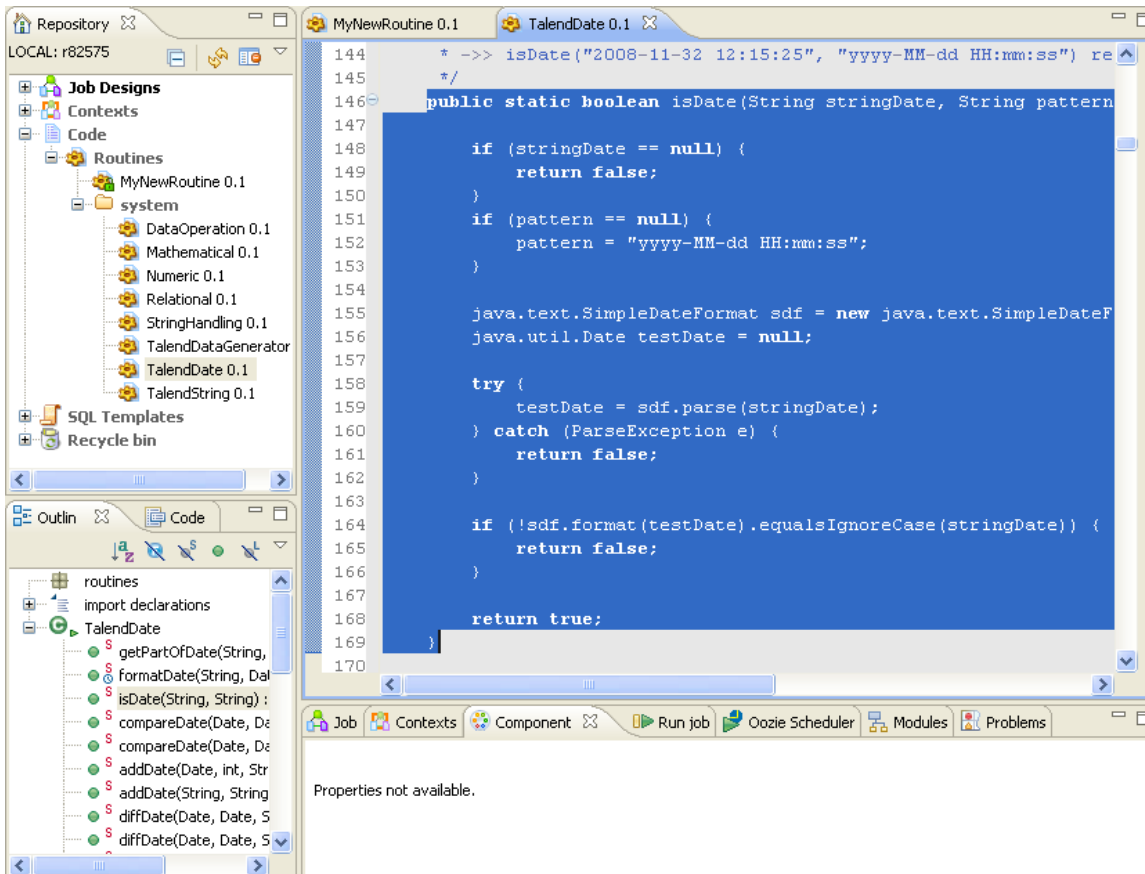 Repository
LOCAL: r82575
Job Designs
Contexts
Code
Routines
MyNewRoutine 0.1
system
DataOperation 0.1
Mathematical 0.1
Numeric 0.1
Relational 0.1
StringHandling 0.1
TalendDataGenerator
TalendDate 0.1
TalendString 0.1
SQL Templates
Recycle bin
Outlin Code
routines
import declarations
TalendDate
getPartOfDate(String,
formatDate(String, Dat
isDate(String, String) :
compareDate(Date, Da
compareDate(Date, Da
addDate(Date, int, Str
addDate(String, String
diffDate(Date, Date, S
diffDate(Date, Date, S
MyNewRoutine 0.1 TalendDate 0.1
144 * ->> isDate("2008-11-32 12:15:25", "yyyy-MM-dd HH:mm:ss") re
145 */
146 public static boolean isDate(String stringDate, String pattern
147
148 if (stringDate == null) {
149 return false;
150 }
151 if (pattern == null) {
152 pattern = "yyyy-MM-dd HH:mm:ss";
153 }
154
155 java.text.SimpleDateFormat sdf = new java.text.SimpleDateF
156 java.util.Date testDate = null;
157
158 try {
159 testDate = sdf.parse(stringDate);
160 } catch (ParseException e) {
161 return false;
162 }
163
164 if (!sdf.format(testDate).equalsIgnoreCase(stringDate)) {
165 return false;
166 }
167
168 return true;
169 }
170
Job Contexts Component Run job Oozie Scheduler Modules Problems
Properties not available.